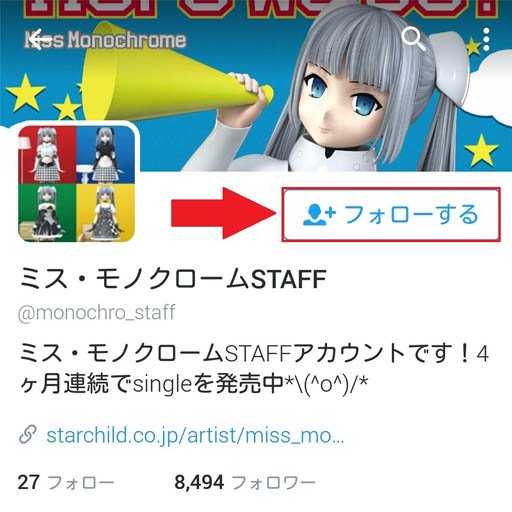 Miss Monochrome
フォローする
ミス・モノクロームSTAFF
@monochro_staff
ミス・モノクロームSTAFFアカウントです！4
ヶ月連続でsingleを発売中*\(^o^)/*
starchild.co.jp/artist/miss_mo...
27 フォロー 8,494 フォロワー